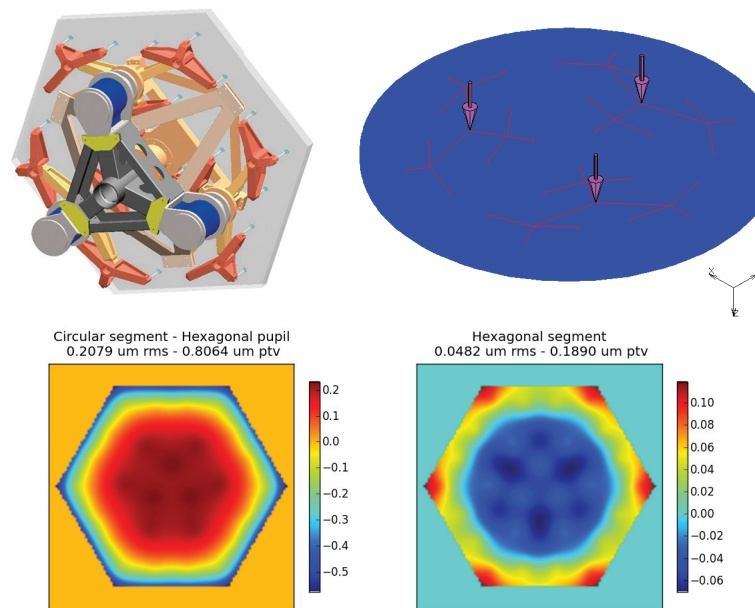 X
Z
Circular segment - Hexagonal pupil
0.2079 um rms - 0.8064 um ptv
Hexagonal segment
0.0482 um rms - 0.1890 um ptv
0.2
0.1
0.0
−0.1
−0.2
−0.3
−0.4
−0.5
0.10
0.08
0.06
0.04
0.02
0.00
−0.02
−0.04
−0.06